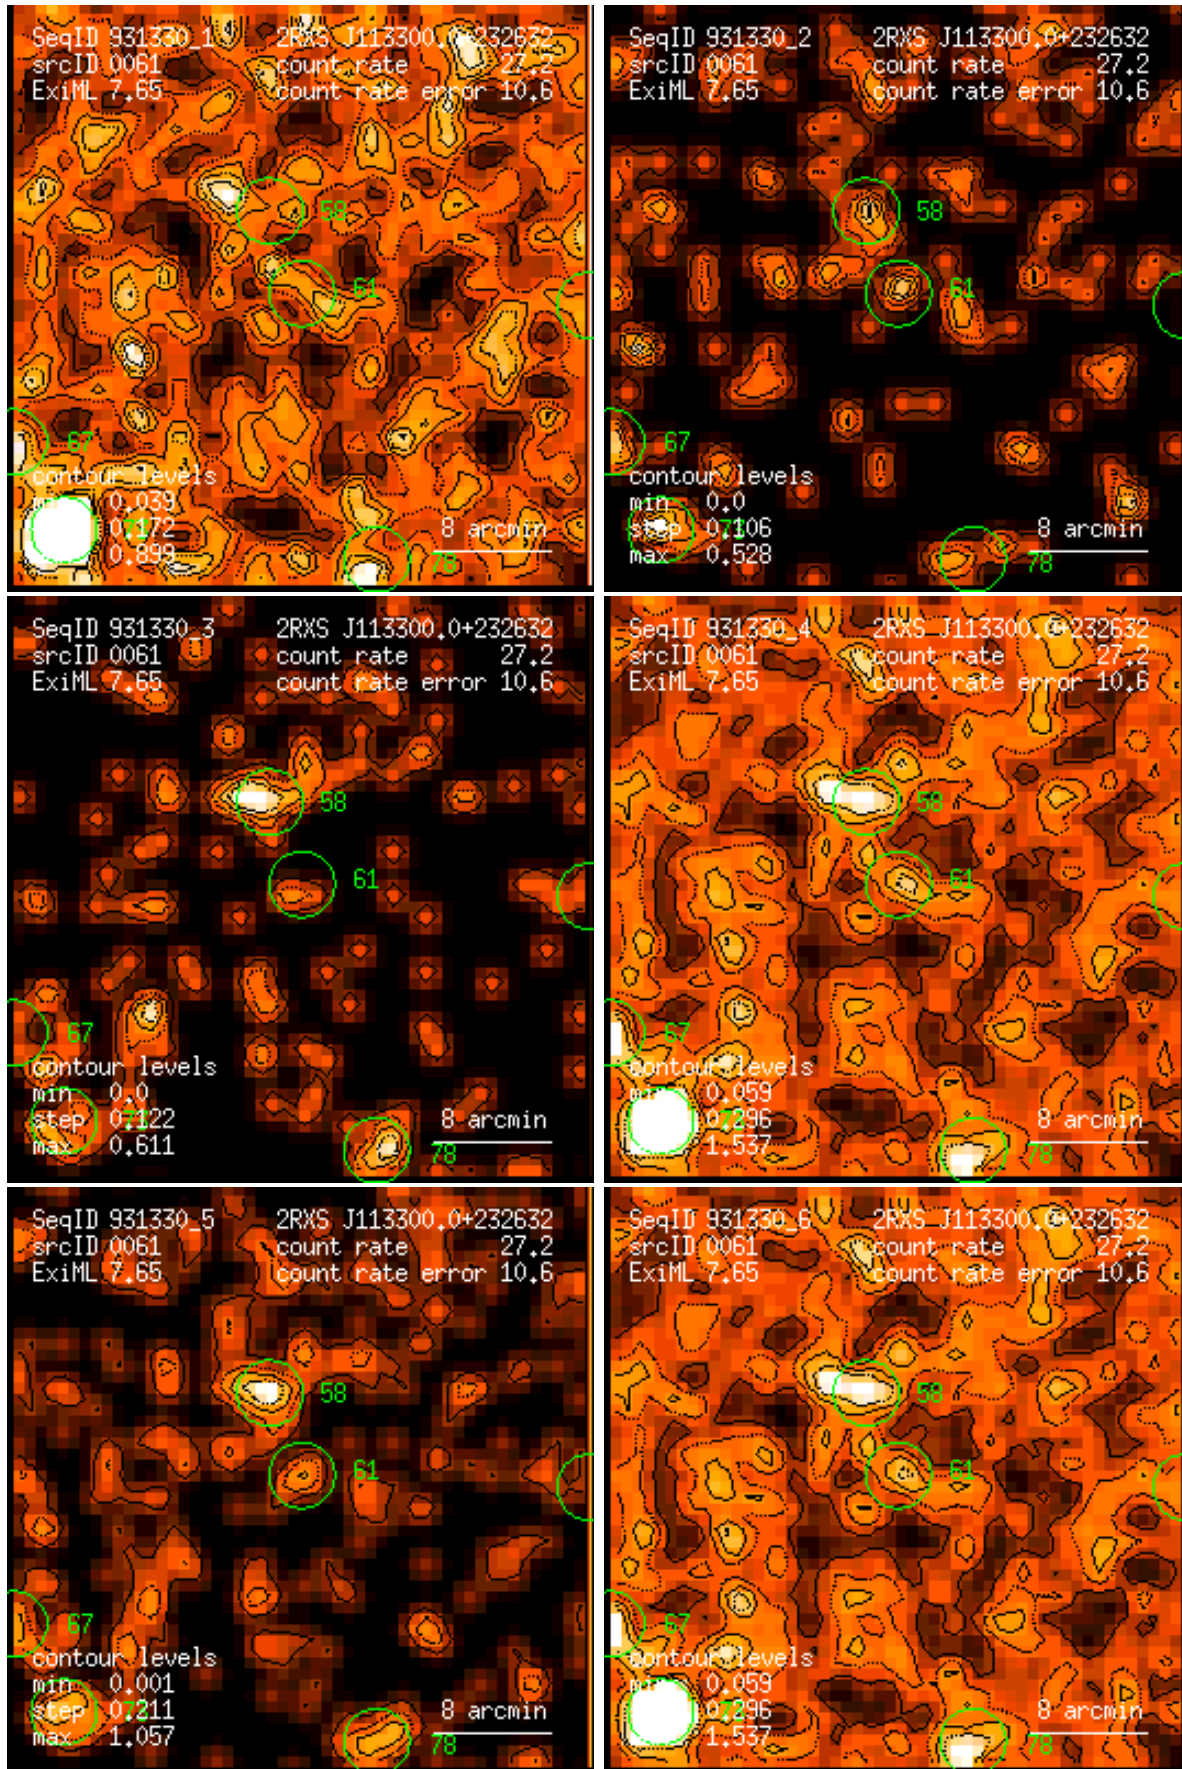 SeqID 931330_1 2RXS J113300.0+232632
srcID 0061 count rate 27.2
ExiML 7.65 count rate error 10.6
58
61
67
contour levels
min 0.039
step 0.172
max 0.899
8 arcmin
78
SeqID 931330_2 2RXS J113300.0+232632
srcID 0061 count rate 27.2
ExiML 7.65 count rate error 10.6
58
61
67
contour levels
min 0.0
step 0.106
max 0.528
8 arcmin
78
SeqID 931330_3 2RXS J113300.0+232632
srcID 0061 count rate 27.2
ExiML 7.65 count rate error 10.6
58
61
67
contour levels
min 0.0
step 0.122
max 0.611
8 arcmin
78
SeqID 931330_4 2RXS J113300.0+232632
srcID 0061 count rate 27.2
ExiML 7.65 count rate error 10.6
58
61
67
contour levels
min 0.059
0.296
1.537
8 arcmin
78
SeqID 931330_5 2RXS J113300.0+232632
srcID 0061 count rate 27.2
ExiML 7.65 count rate error 10.6
58
61
67
contour levels
min 0.001
step 0.211
max 1.057
8 arcmin
78
SeqID 931330_6 2RXS J113300.0+232632
srcID 0061 count rate 27.2
ExiML 7.65 count rate error 10.6
58
61
67
contour levels
min 0.059
0.296
1.537
8 arcmin
78